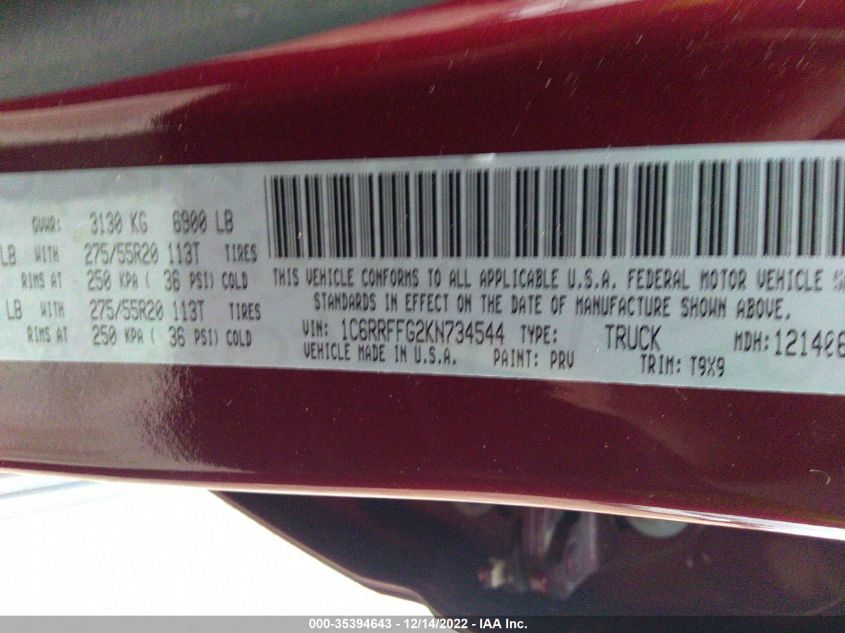 GVWR: 3130 KG 6900 LB
LB WITH 275/55R20 113T TIRES
RIMS AT 250 KPA ( 36 PSI) COLD
LB WITH 275/55R20 113T TIRES
RIMS AT 250 KPA ( 36 PSI) COLD
THIS VEHICLE CONFORMS TO ALL APPLICABLE U.S.A. FEDERAL MOTOR VEHICLE
STANDARDS IN EFFECT ON THE DATE OF MANUFACTURE SHOWN ABOVE.
VIN: 1C6RRFFG2KN734544 TYPE: TRUCK MDH: 121406
VEHICLE MADE IN U.S.A. PAINT: PRV TRIM: T9X9
000-35394643 - 12/14/2022 - IAA Inc.